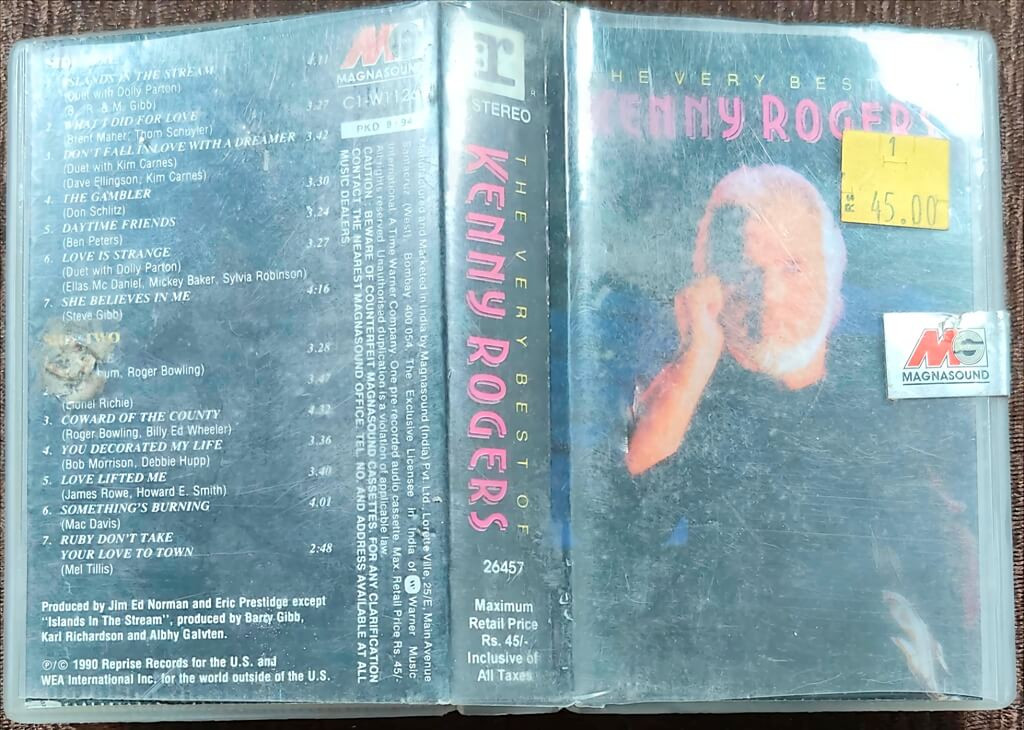 ISLANDS IN THE STREAM 4.11
(Duet with Dolly Parton)
(B., R. & M. Gibb)
2. WHAT I DID FOR LOVE 3.27
(Brent Maher, Thom Schuyler)
3. DON'T FALL IN LOVE WITH A DREAMER 3.42
(Duet with Kim Carnes)
(Dave Ellingson, Kim Carnes)
4. THE GAMBLER 3.30
(Don Schlitz)
5. DAYTIME FRIENDS 3.24
(Ben Peters)
6. LOVE IS STRANGE 3.27
(Duet with Dolly Parton)
(Ellas Mc Daniel, Mickey Baker, Sylvia Robinson)
7. SHE BELIEVES IN ME 4:16
(Steve Gibb)
TWO
3.28
Roger Bowling)
3.47
(Lionel Richie)
3. COWARD OF THE COUNTY 4.32
(Roger Bowling, Billy Ed Wheeler)
4. YOU DECORATED MY LIFE 3.36
(Bob Morrison, Debbie Hupp)
5. LOVE LIFTED ME 3.40
(James Rowe, Howard E. Smith)
6. SOMETHING'S BURNING 4.01
(Mac Davis)
7. RUBY DON'T TAKE
YOUR LOVE TO TOWN 2:48
(Mel Tillis)
Produced by Jim Ed Norman and Eric Prestidge except
"Islands In The Stream", produced by Barry Gibb,
Karl Richardson and Albhy Galvten.
℗/© 1990 Reprise Records for the U.S. and
WEA International Inc. for the world outside of the U.S.
MG
MAGNASOUND
PKD 8-94
Manufactured and Marketed in India by Magnasound (India) Pvt. Ltd., Lorette Ville, 25/E, Main Avenue
Santacruz (West), Bombay 400 054. The Exclusive Licensee in India of Warner Music
International. A Time Warner Company. One pre-recorded audio cassette. Max. Retail Price Rs. 45/-
All rights reserved. Unauthorised duplication is a violation of applicable law.
CAUTION : BEWARE OF COUNTERFEIT MAGNASOUND CASSETTES. FOR ANY CLARIFICATION
CONTACT THE NEAREST MAGNASOUND OFFICE. TEL. NO. AND ADDRESS AVAILABLE AT ALL
MUSIC DEALERS
r
STEREO
THE VERY BEST OF
KENNY ROGERS
26457
Maximum
Retail Price
Rs. 45/-
Inclusive of
All Taxes
THE VERY BEST
KENNY ROGERS
1
Rs 45.00
MG
MAGNASOUND